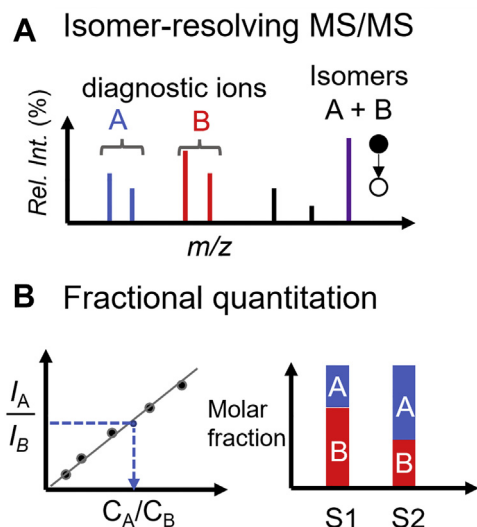 A Isomer-resolving MS/MS
diagnostic ions
Isomers
A + B
A
B
Rel. Int. (%)
m/z
B Fractional quantitation
I_A
I_B
C_A/C_B
Molar
fraction
A
B
A
B
S1
S2